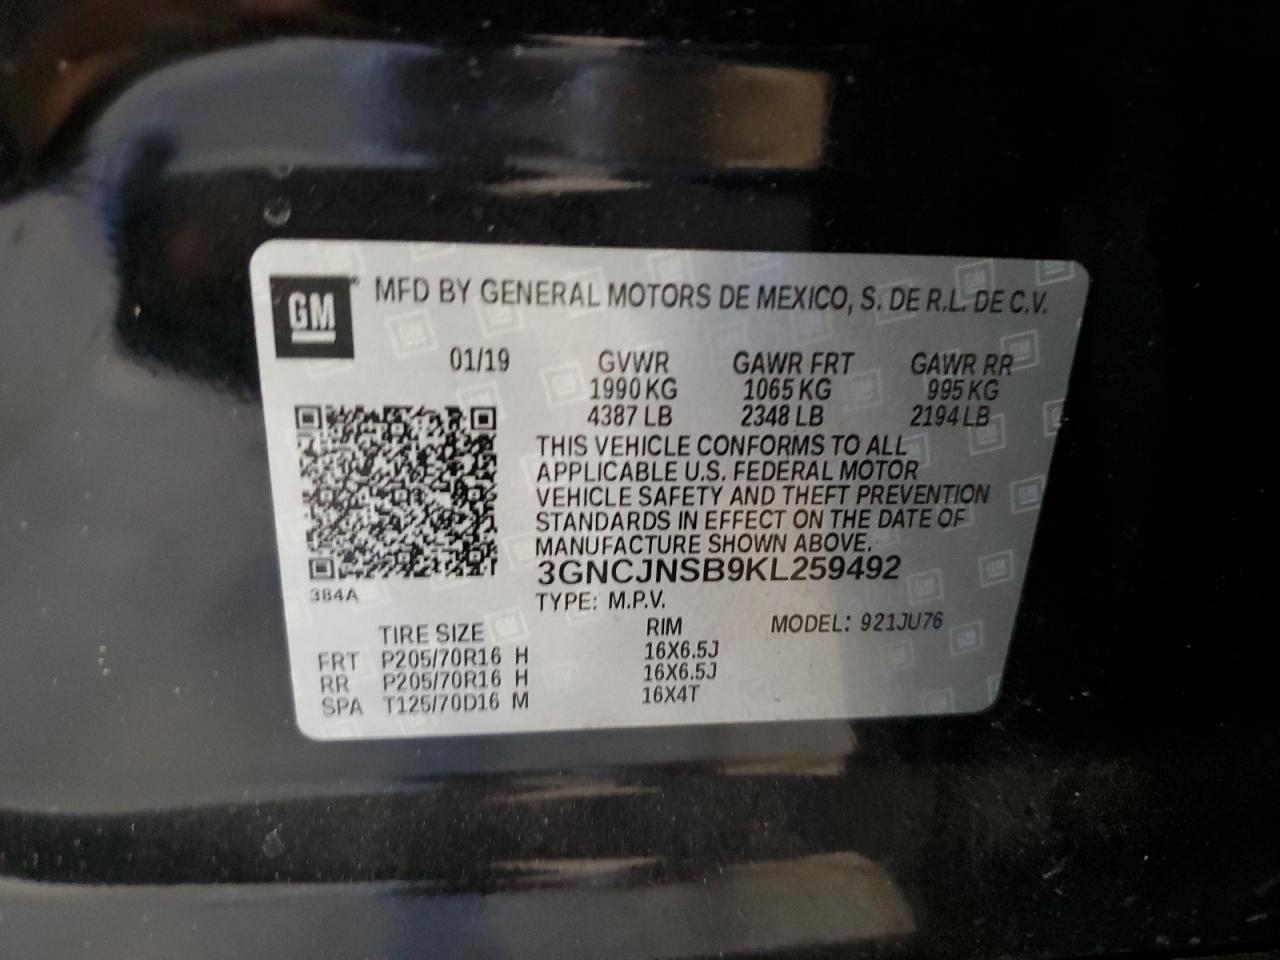 GM
MFD BY GENERAL MOTORS DE MEXICO, S. DE R.L. DE C.V.
01/19 GVWR GAWR FRT GAWR RR
1990 KG 1065 KG 995 KG
4387 LB 2348 LB 2194 LB
THIS VEHICLE CONFORMS TO ALL
APPLICABLE U.S. FEDERAL MOTOR
VEHICLE SAFETY AND THEFT PREVENTION
STANDARDS IN EFFECT ON THE DATE OF
MANUFACTURE SHOWN ABOVE.
3GNCJNSB9KL259492
384A
TYPE: M.P.V.
TIRE SIZE RIM MODEL: 921JU76
FRT P205/70R16 H 16X6.5J
RR P205/70R16 H 16X6.5J
SPA T125/70D16 M 16X4T